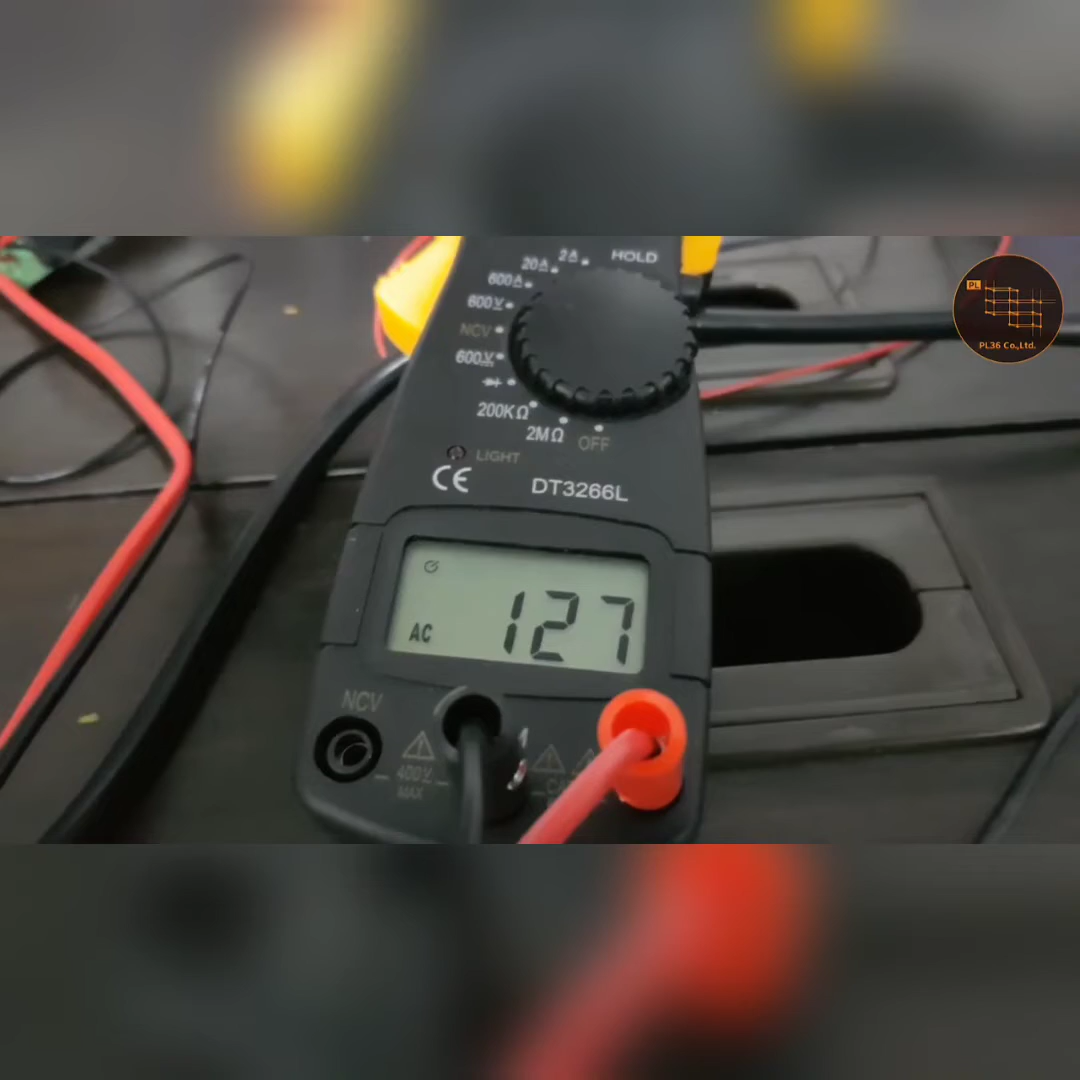 HOLD
2A
20A
600A
600V
NCV
600V
200KΩ
2MΩ
OFF
LIGHT
CE
DT3266L
AC 127
NCV
400V
MAX
PL
PL36 Co.,Ltd.